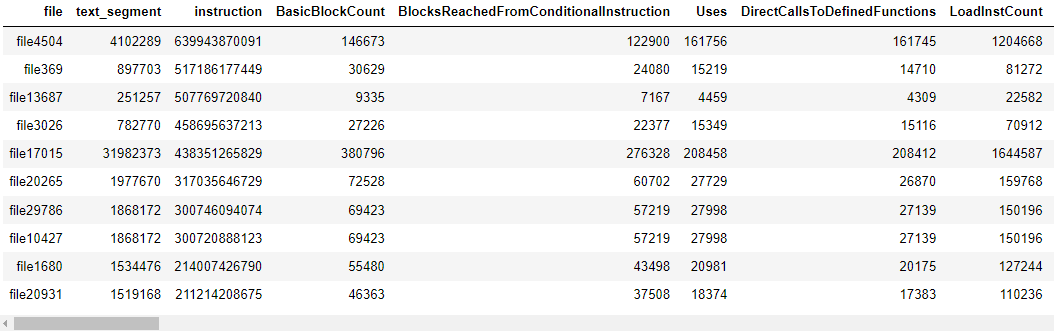 file text_segment instruction BasicBlockCount BlocksReachedFromConditionalInstruction Uses DirectCallsToDefinedFunctions LoadInstCount
file4504 4102289 639943870091 146673 122900 161756 161745 1204668
file369 897703 517186177449 30629 24080 15219 14710 81272
file13687 251257 507769720840 9335 7167 4459 4309 22582
file3026 782770 458695637213 27226 22377 15349 15116 70912
file17015 31982373 438351265829 380796 276328 208458 208412 1644587
file20265 1977670 317035646729 72528 60702 27729 26870 159768
file29786 1868172 300746094074 69423 57219 27998 27139 150196
file10427 1868172 300720888123 69423 57219 27998 27139 150196
file1680 1534476 214007426790 55480 43498 20981 20175 127244
file20931 1519168 211214208675 46363 37508 18374 17383 110236